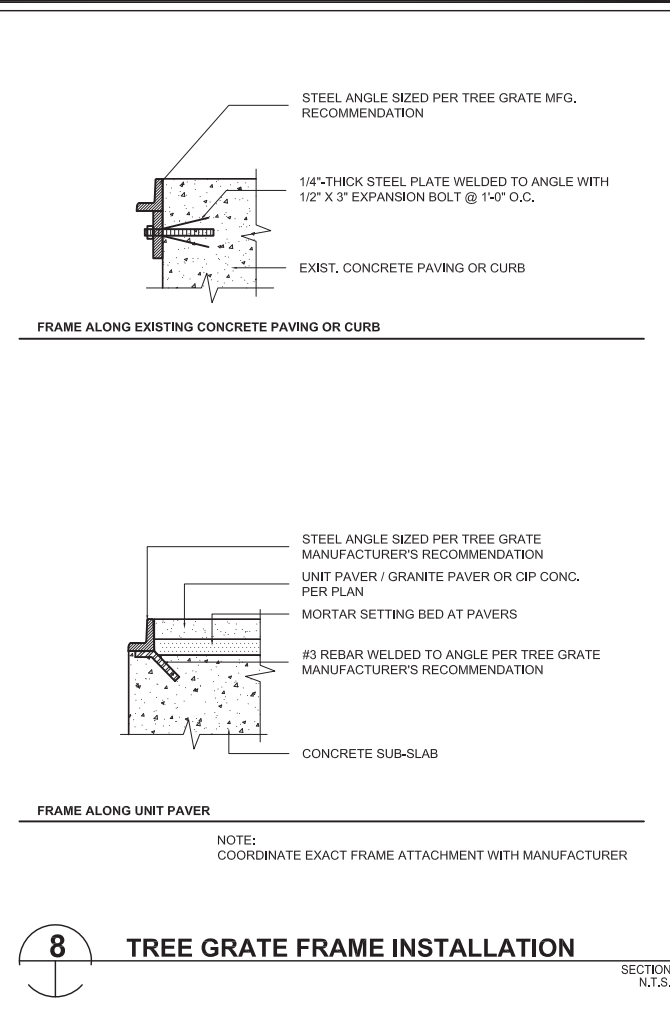 STEEL ANGLE SIZED PER TREE GRATE MFG.
RECOMMENDATION
1/4"-THICK STEEL PLATE WELDED TO ANGLE WITH
1/2" X 3" EXPANSION BOLT @ 1'-0" O.C.
EXIST. CONCRETE PAVING OR CURB
FRAME ALONG EXISTING CONCRETE PAVING OR CURB
STEEL ANGLE SIZED PER TREE GRATE
MANUFACTURER'S RECOMMENDATION
UNIT PAVER / GRANITE PAVER OR CIP CONC.
PER PLAN
MORTAR SETTING BED AT PAVERS
#3 REBAR WELDED TO ANGLE PER TREE GRATE
MANUFACTURER'S RECOMMENDATION
CONCRETE SUB-SLAB
FRAME ALONG UNIT PAVER
NOTE:
COORDINATE EXACT FRAME ATTACHMENT WITH MANUFACTURER
8
TREE GRATE FRAME INSTALLATION
SECTION
N.T.S.